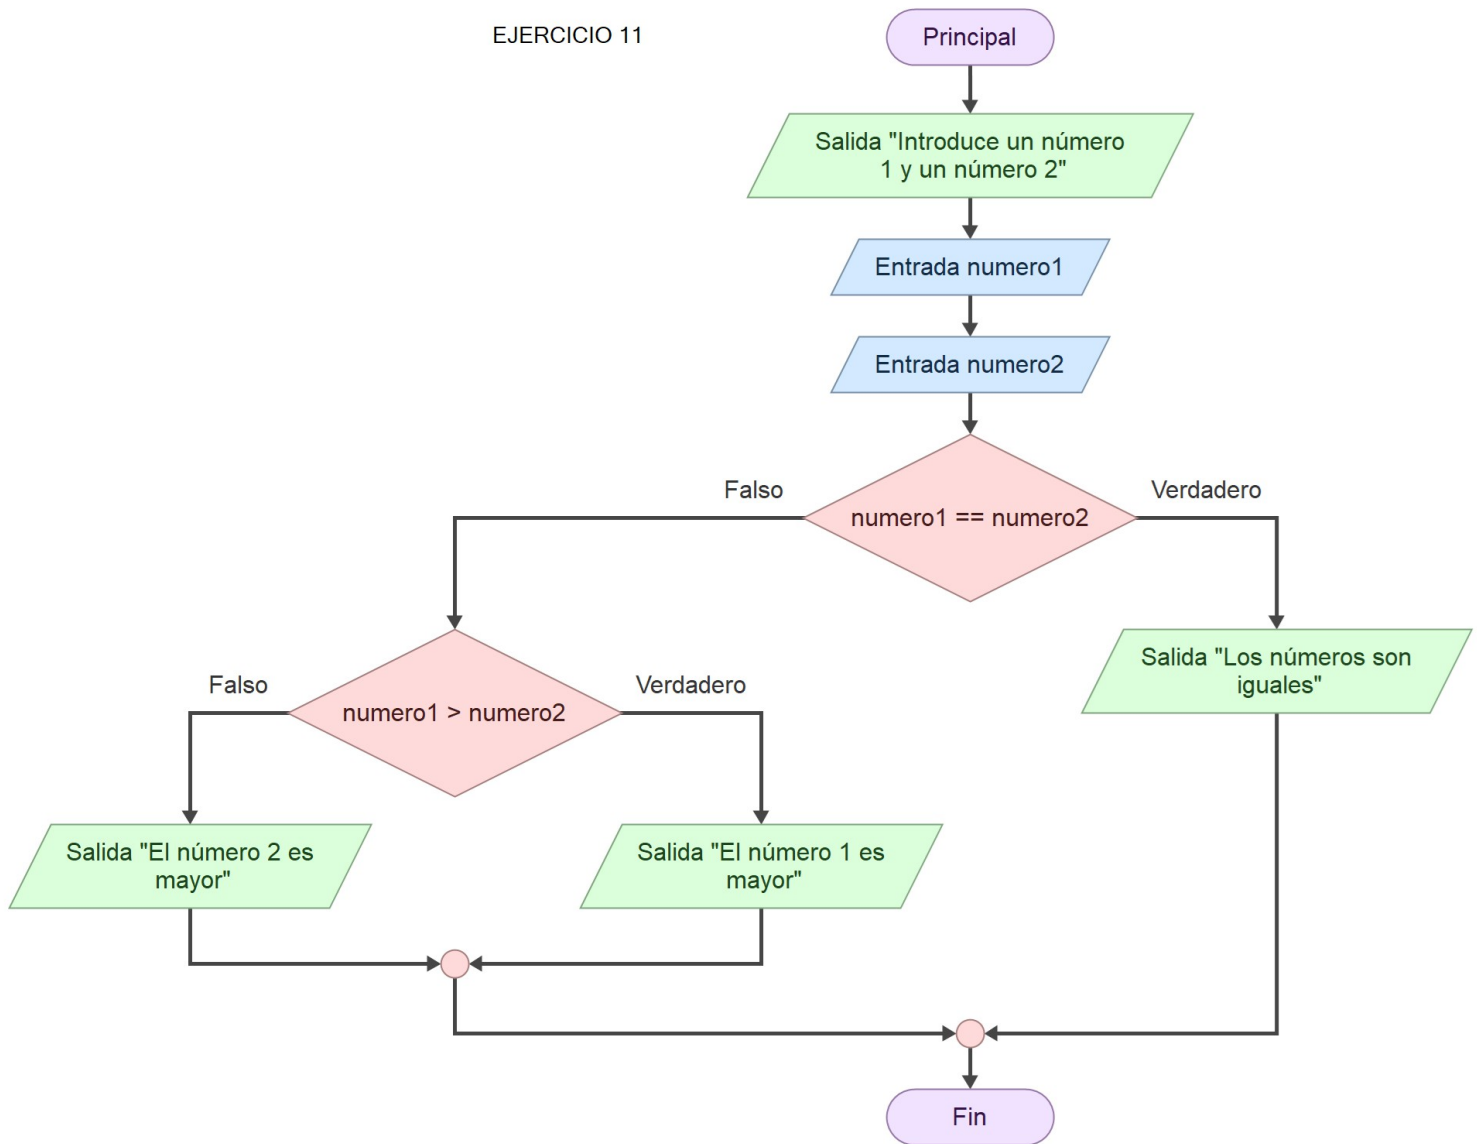 EJERCICIO 11
Principal
Salida "Introduce un número
1 y un número 2"
Entrada numero1
Entrada numero2
Falso
Verdadero
numero1 == numero2
Falso
Verdadero
numero1 > numero2
Salida "Los números son
iguales"
Salida "El número 2 es
mayor"
Salida "El número 1 es
mayor"
Fin